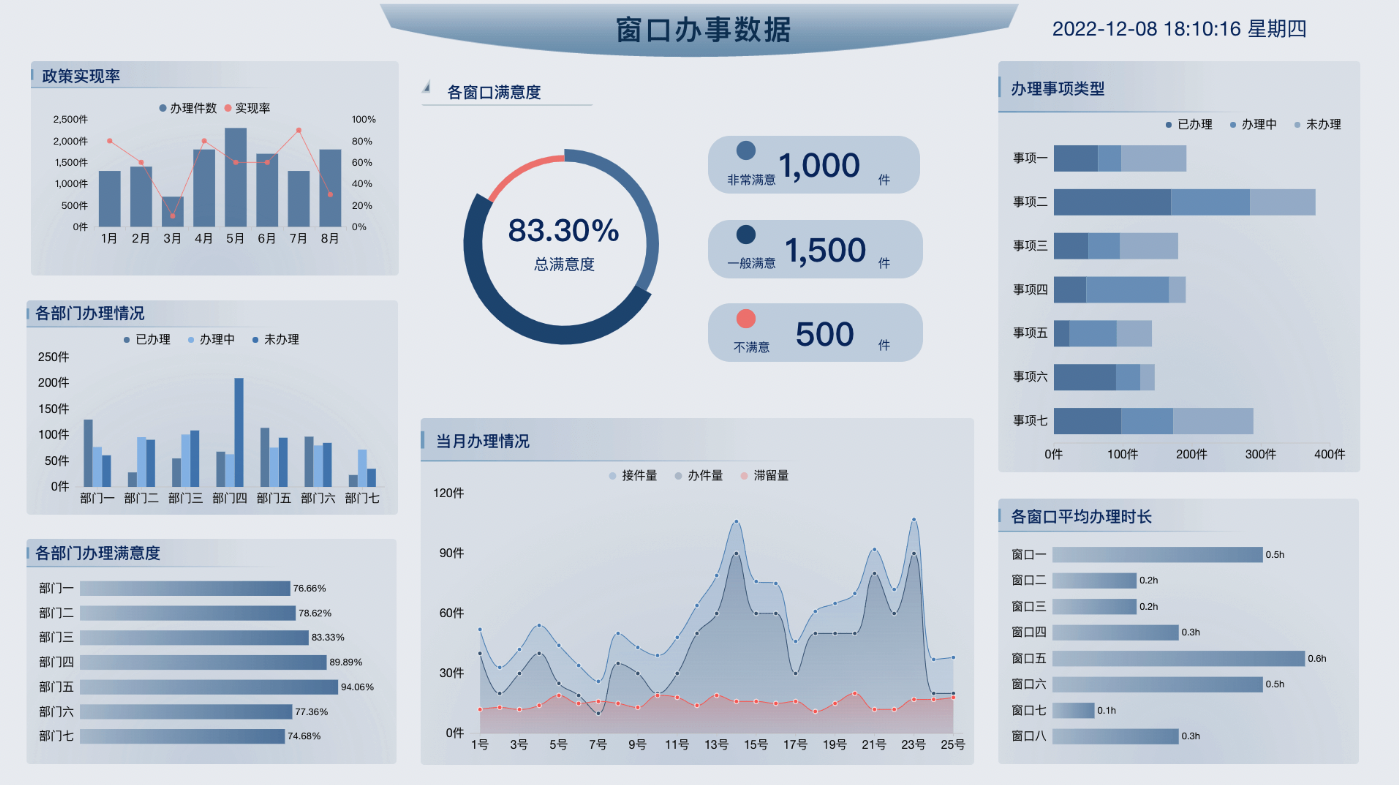 窗口办事数据
2022-12-08 18:10:16 星期四
政策实现率
办理件数 实现率
2,500件 100%
2,000件 80%
1,500件 60%
1,000件 40%
500件 20%
0件 0%
1月 2月 3月 4月 5月 6月 7月 8月
各部门办理情况
已办理 办理中 未办理
250件
200件
150件
100件
50件
0件
部门一 部门二 部门三 部门四 部门五 部门六 部门七
各部门办理满意度
部门一 76.66%
部门二 78.62%
部门三 83.33%
部门四 89.89%
部门五 94.06%
部门六 77.36%
部门七 74.68%
各窗口满意度
83.30%
总满意度
非常满意 1,000 件
一般满意 1,500 件
不满意 500 件
当月办理情况
接件量 办件量 滞留量
120件
90件
60件
30件
0件
1号 3号 5号 7号 9号 11号 13号 15号 17号 19号 21号 23号 25号
办理事项类型
已办理 办理中 未办理
事项一
事项二
事项三
事项四
事项五
事项六
事项七
0件 100件 200件 300件 400件
各窗口平均办理时长
窗口一 0.5h
窗口二 0.2h
窗口三 0.2h
窗口四 0.3h
窗口五 0.6h
窗口六 0.5h
窗口七 0.1h
窗口八 0.3h